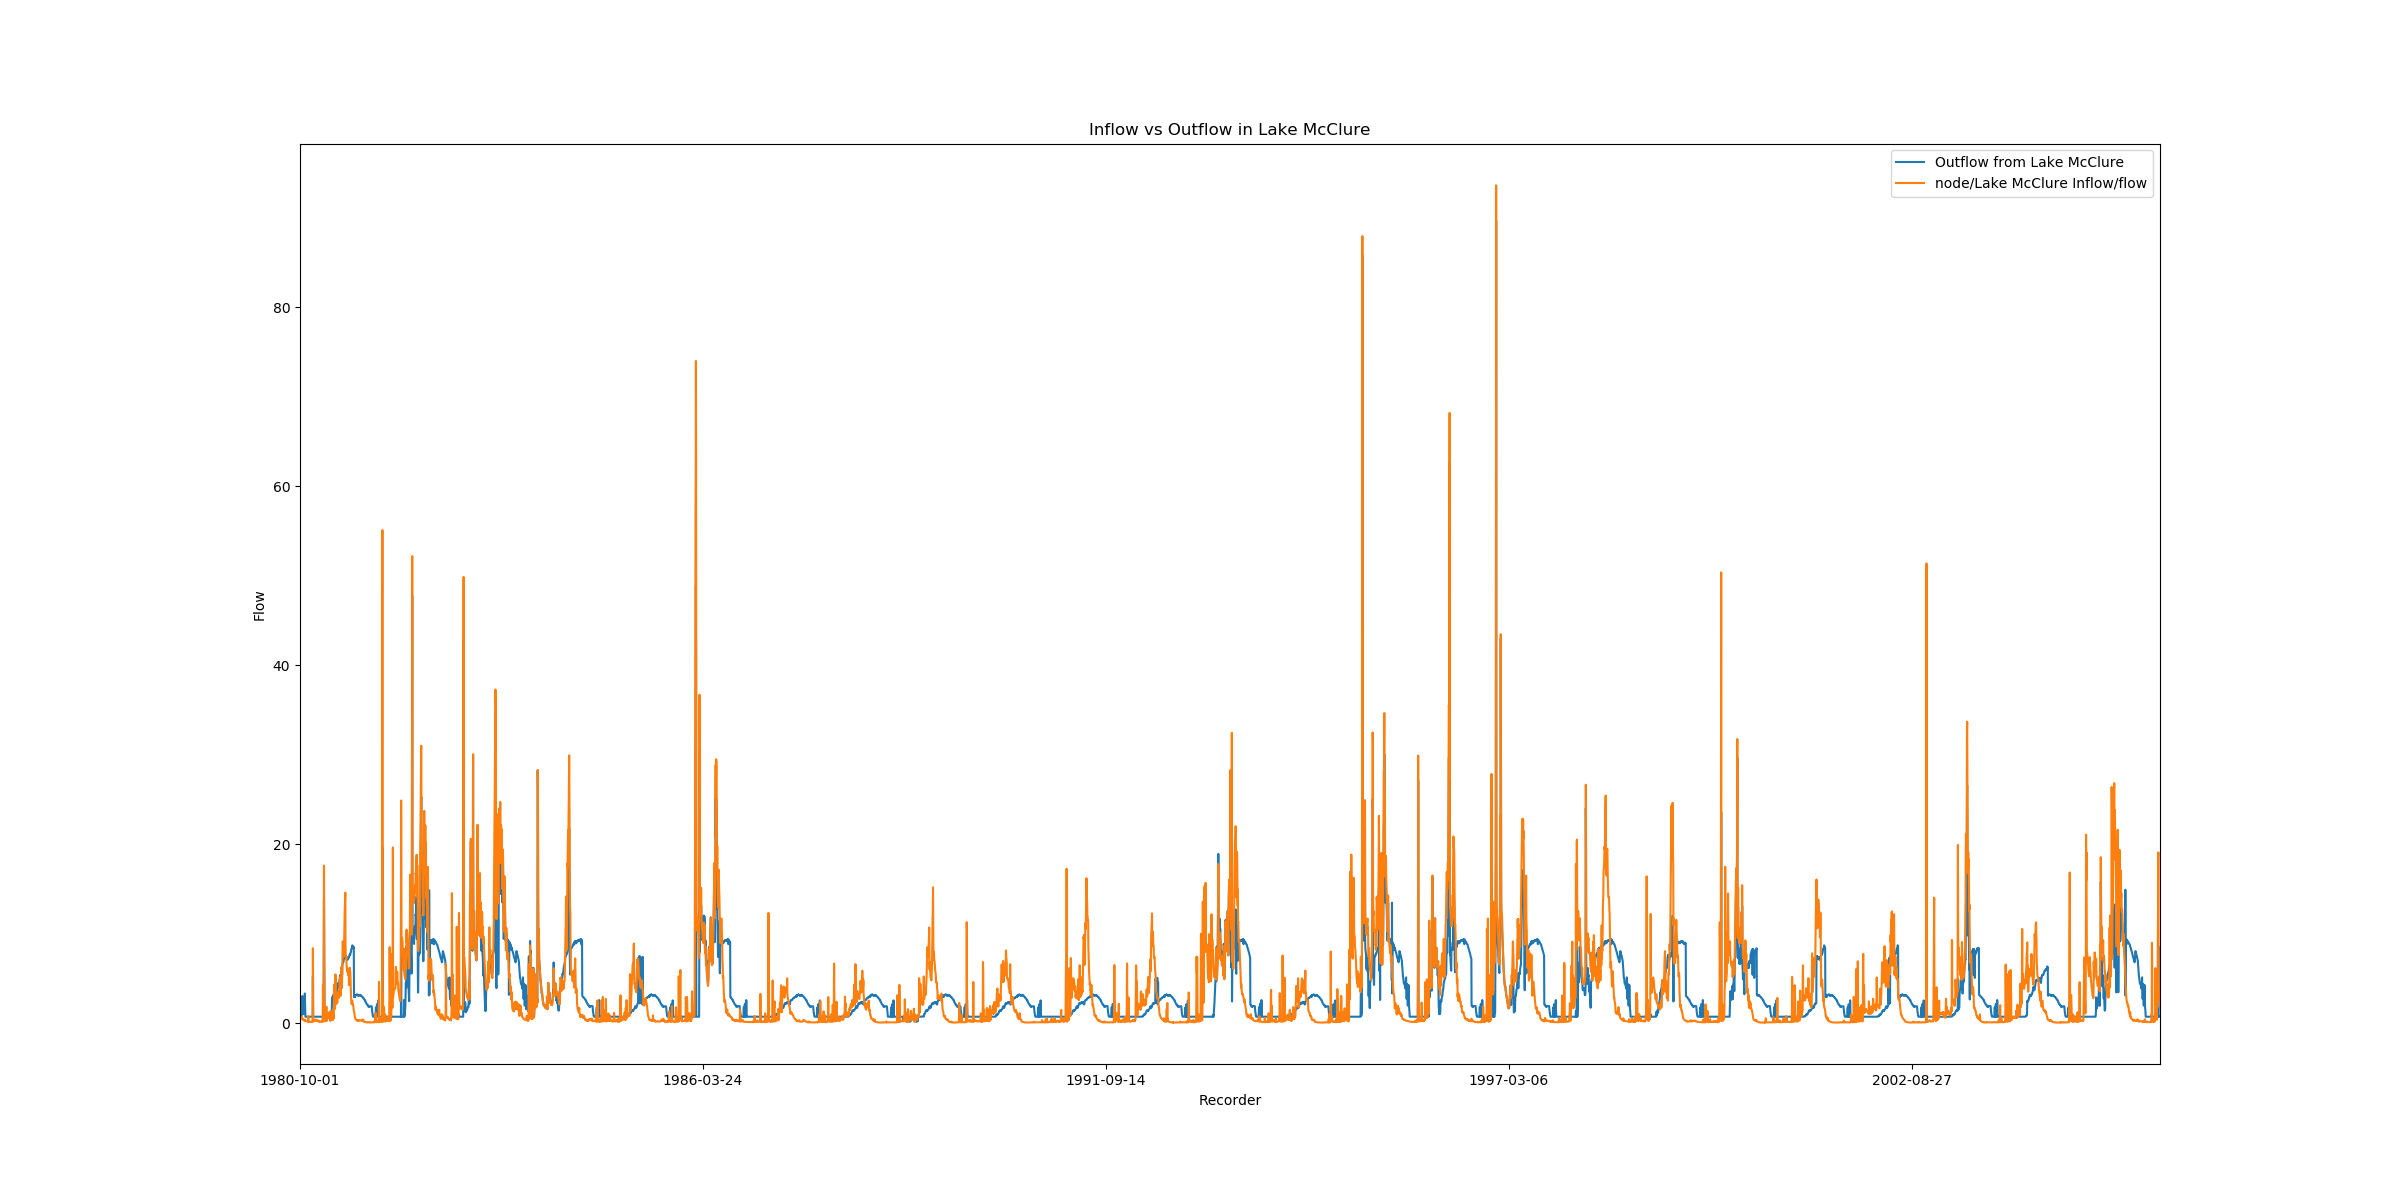 Inflow vs Outflow in Lake McClure
Outflow from Lake McClure
node/Lake McClure Inflow/flow
80
60
40
20
0
Flow
1980-10-01
1986-03-24
1991-09-14
1997-03-06
2002-08-27
Recorder